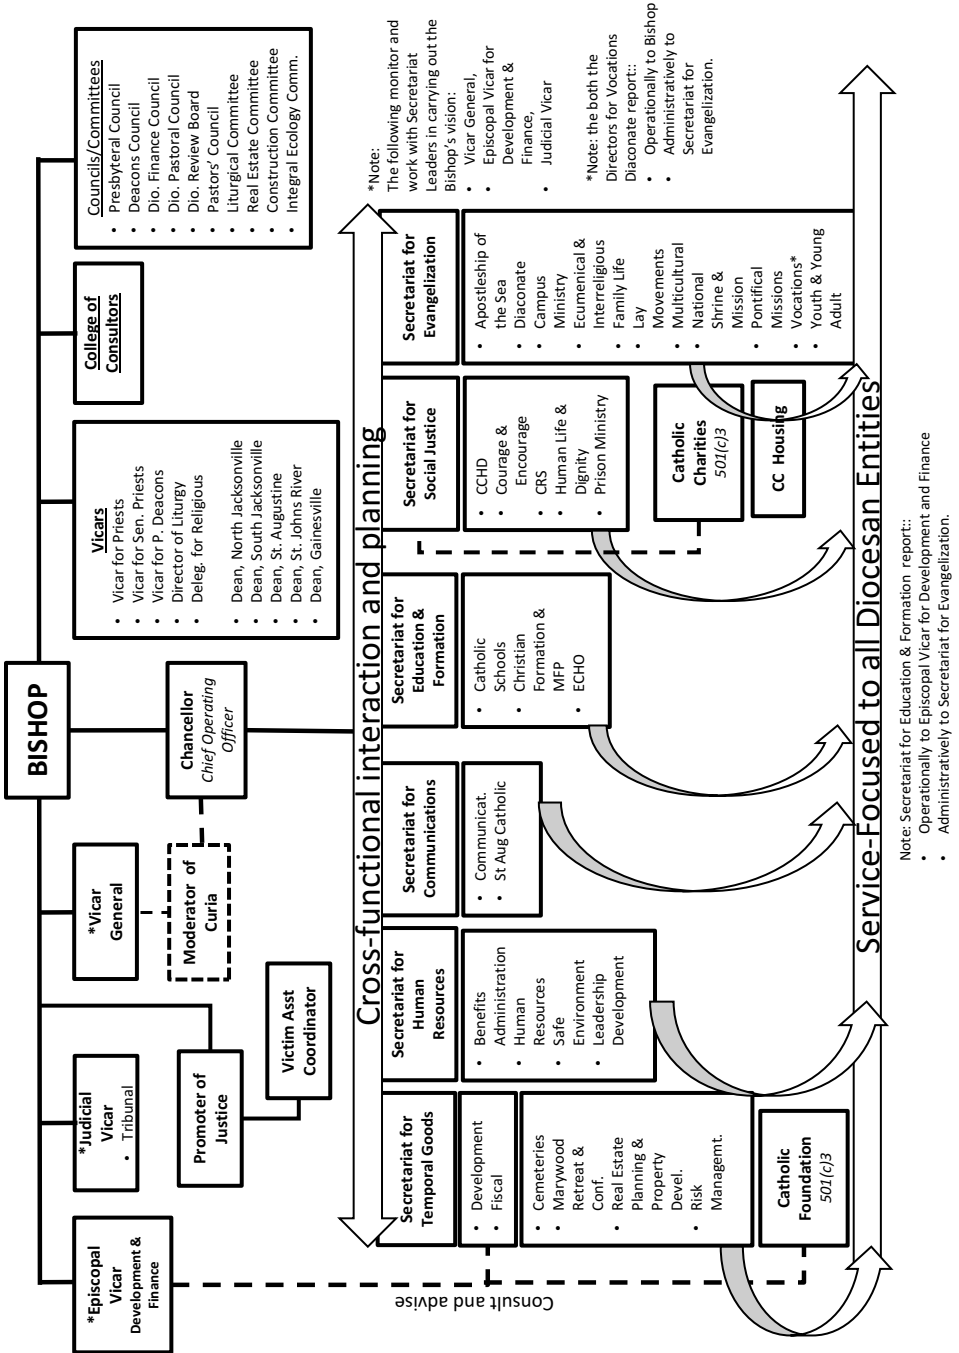 BISHOP
*Episcopal
Vicar
Development &
Finance
*Judicial
Vicar
• Tribunal
Promoter of
Justice
Victim Asst
Coordinator
*Vicar
General
Moderator of
Curia
Chancellor
Chief Operating
Officer
Vicars
• Vicar for Priests
• Vicar for Sen. Priests
• Vicar for P. Deacons
• Director of Liturgy
• Deleg. for Religious
• Dean, North Jacksonville
• Dean, South Jacksonville
• Dean, St. Augustine
• Dean, St. Johns River
• Dean, Gainesville
College of
Consultors
Councils/Committees
• Presbyteral Council
• Deacons Council
• Dio. Finance Council
• Dio. Pastoral Council
• Dio. Review Board
• Pastors' Council
• Liturgical Committee
• Real Estate Committee
• Construction Committee
• Integral Ecology Comm.
Cross-functional interaction and planning
Consult and advise
Secretariat for
Temporal Goods
• Development
• Fiscal
• Cemeteries
• Marywood
Retreat &
Conf.
• Real Estate
Planning &
Property
Devel.
• Risk
Managemt.
Catholic
Foundation
501(c)3
Secretariat for
Human
Resources
• Benefits
Administration
• Human
Resources
• Safe
Environment
• Leadership
Development
Secretariat for
Communications
• Communicat.
• St Aug Catholic
Secretariat for
Education &
Formation
• Catholic
Schools
• Christian
Formation &
MFP
• ECHO
Secretariat for
Social Justice
• CCHD
• Courage &
Encourage
• CRS
• Human Life &
Dignity
• Prison Ministry
Catholic
Charities
501(c)3
CC Housing
Secretariat for
Evangelization
• Apostleship of
the Sea
• Diaconate
• Campus
Ministry
• Ecumenical &
Interreligious
• Family Life
• Lay
Movements
• Multicultural
• National
Shrine &
Mission
• Pontifical
Missions
• Vocations*
• Youth & Young
Adult
*Note:
The following monitor and
work with Secretariat
Leaders in carrying out the
Bishop's vision:
• Vicar General,
• Episcopal Vicar for
Development &
Finance,
• Judicial Vicar
*Note: the both the
Directors for Vocations
Diaconate report::
• Operationally to Bishop
• Administratively to
Secretariat for
Evangelization.
Service-Focused to all Diocesan Entities
Note: Secretariat for Education & Formation report::
• Operationally to Episcopal Vicar for Development and Finance
• Administratively to Secretariat for Evangelization.